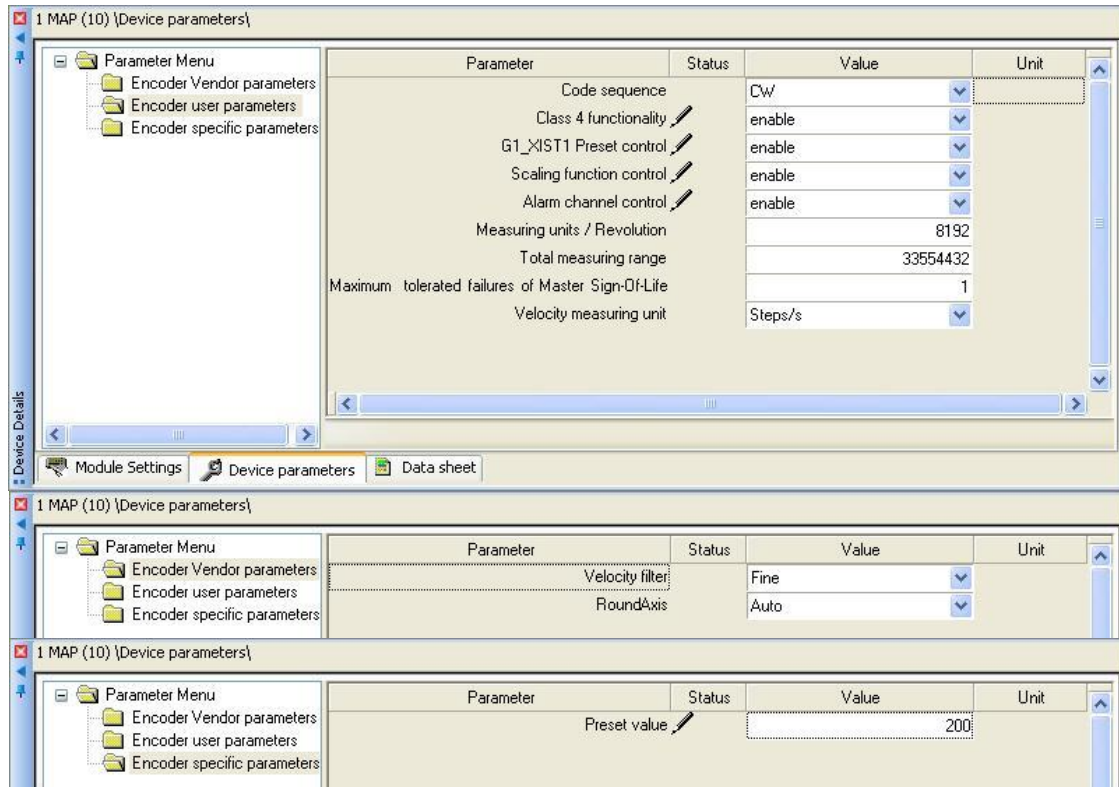 1 MAP (10) \Device parameters\
Parameter Menu
Encoder Vendor parameters
Encoder user parameters
Encoder specific parameters
Parameter Status Value Unit
Code sequence CW
Class 4 functionality enable
G1_XIST1 Preset control enable
Scaling function control enable
Alarm channel control enable
Measuring units / Revolution 8192
Total measuring range 33554432
Maximum tolerated failures of Master Sign-Of-Life 1
Velocity measuring unit Steps/s
Device Details
Module Settings Device parameters Data sheet
1 MAP (10) \Device parameters\
Parameter Menu
Encoder Vendor parameters
Encoder user parameters
Encoder specific parameters
Parameter Status Value Unit
Velocity filter Fine
RoundAxis Auto
1 MAP (10) \Device parameters\
Parameter Menu
Encoder Vendor parameters
Encoder user parameters
Encoder specific parameters
Parameter Status Value Unit
Preset value 200